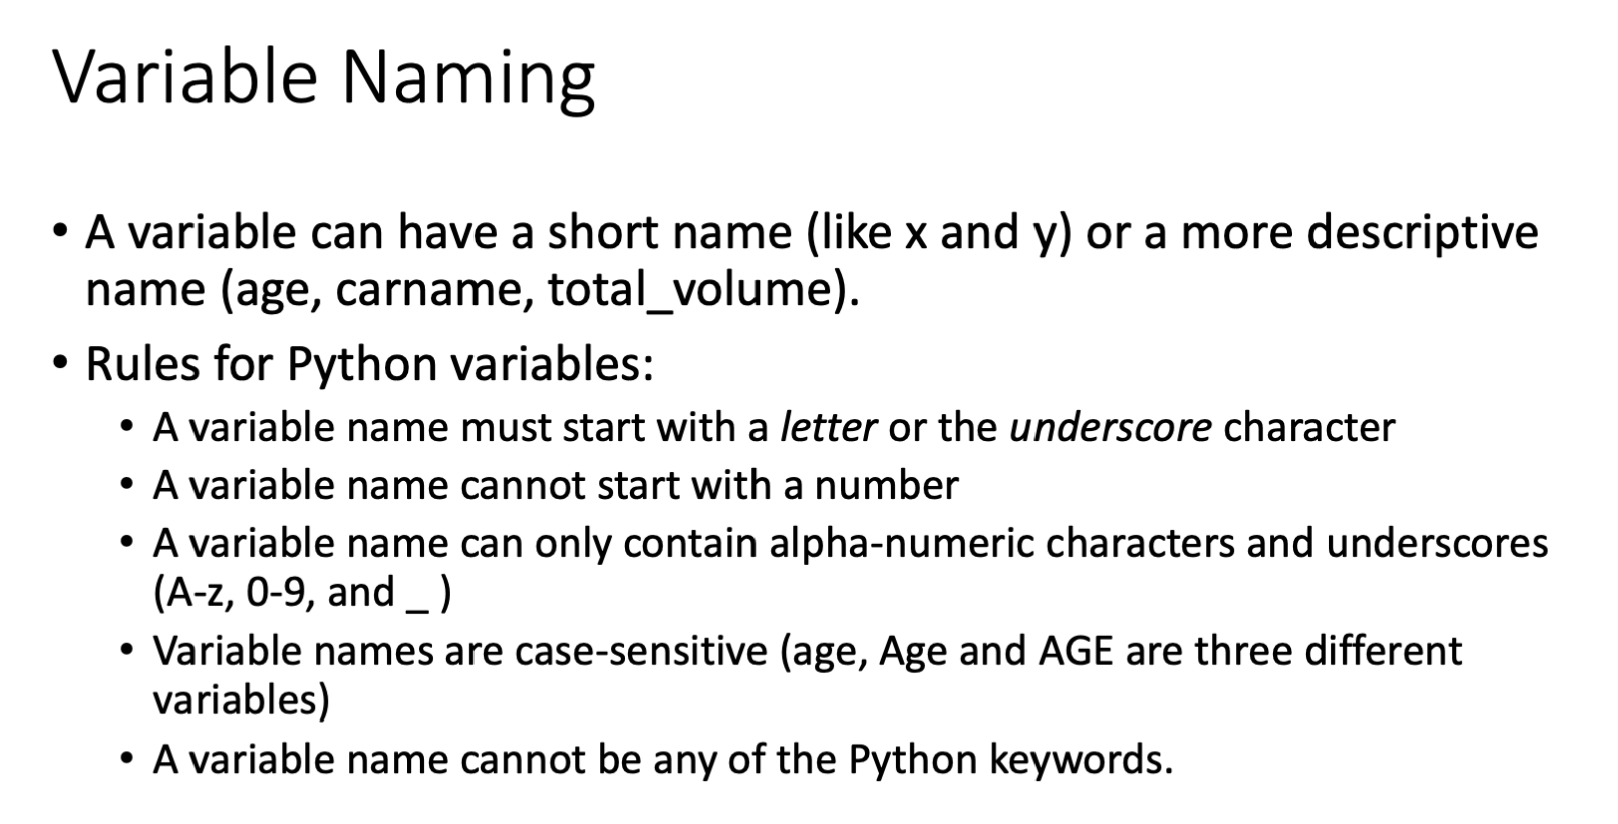 Variable Naming
• A variable can have a short name (like x and y) or a more descriptive
name (age, carname, total_volume).
• Rules for Python variables:
• A variable name must start with a letter or the underscore character
• A variable name cannot start with a number
• A variable name can only contain alpha-numeric characters and underscores
(A-z, 0-9, and _ )
• Variable names are case-sensitive (age, Age and AGE are three different
variables)
• A variable name cannot be any of the Python keywords.